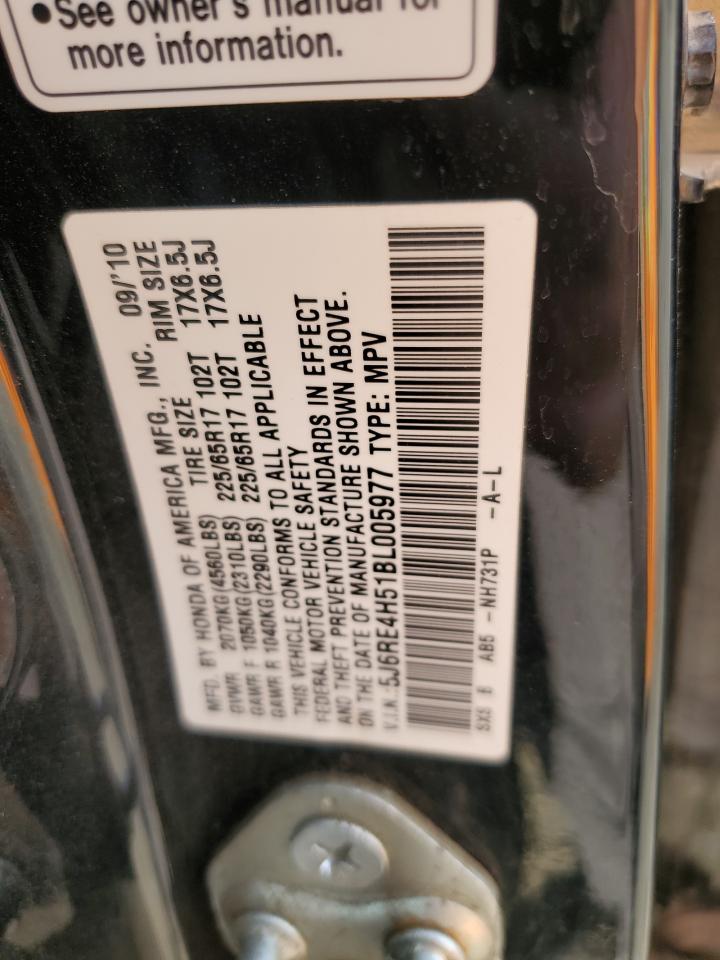 •See owner's manual for
more information.
MFD. BY HONDA OF AMERICA MFG., INC. 09/'10
TIRE SIZE RIM SIZE
GVWR 2070KG(4560LBS)
GAWR F 1050KG(2310LBS) 225/65R17 102T 17X6.5J
GAWR R 1040KG(2290LBS) 225/65R17 102T 17X6.5J
THIS VEHICLE CONFORMS TO ALL APPLICABLE
FEDERAL MOTOR VEHICLE SAFETY
AND THEFT PREVENTION STANDARDS IN EFFECT
ON THE DATE OF MANUFACTURE SHOWN ABOVE.
V.I.N.:5J6RE4H51BL005977 TYPE: MPV
SXS B AB5 -NH731P -A-L